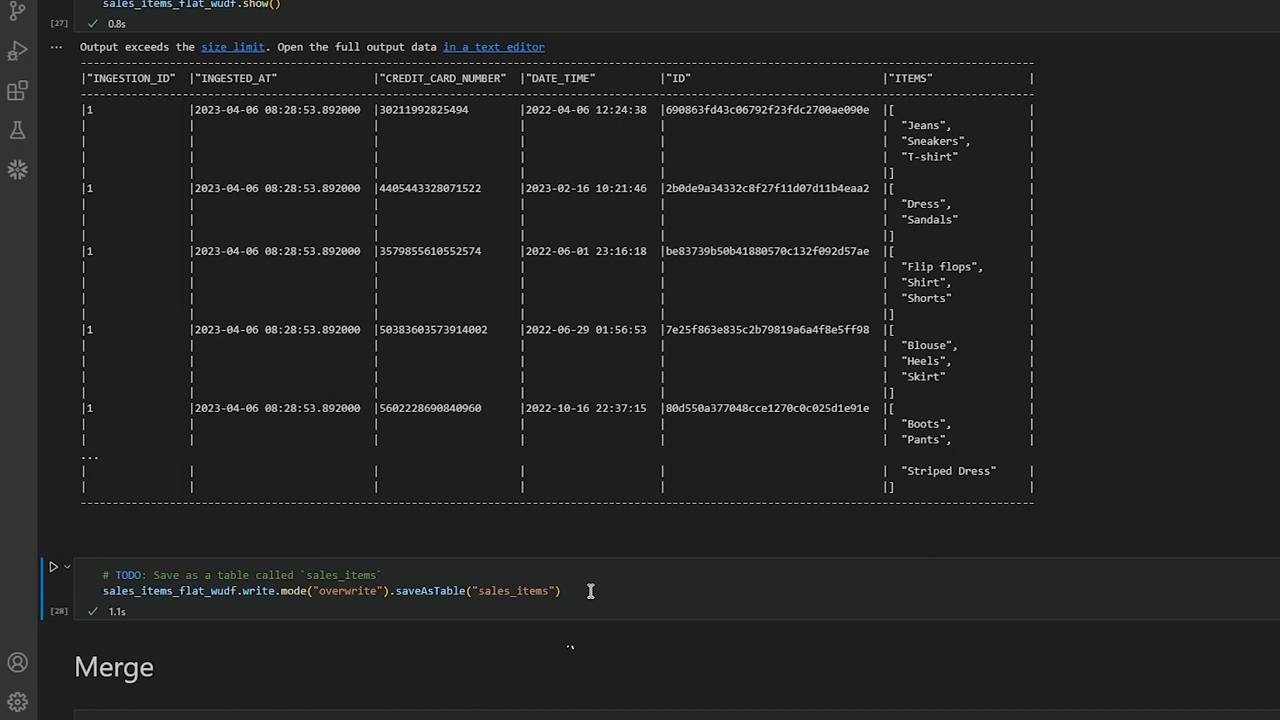 sales_items_flat_wudf.show()
[27] 0.8s
... Output exceeds the size limit. Open the full output data in a text editor
-----------------------------------------------------------------------------------------------------------------------------------------------------
|"INGESTION_ID" |"INGESTED_AT" |"CREDIT_CARD_NUMBER" |"DATE_TIME" |"ID" |"ITEMS" |
-----------------------------------------------------------------------------------------------------------------------------------------------------
|1 |2023-04-06 08:28:53.892000 |30211992825494 |2022-04-06 12:24:38 |690863fd43c06792f23fdc2700ae090e |[ |
| | | | | | "Jeans", |
| | | | | | "Sneakers", |
| | | | | | "T-shirt" |
| | | | | |] |
|1 |2023-04-06 08:28:53.892000 |4405443328071522 |2023-02-16 10:21:46 |2b0de9a34332c8f27f11d07d11b4eaa2 |[ |
| | | | | | "Dress", |
| | | | | | "Sandals" |
| | | | | |] |
|1 |2023-04-06 08:28:53.892000 |3579855610552574 |2022-06-01 23:16:18 |be83739b50b41880570c132f092d57ae |[ |
| | | | | | "Flip flops", |
| | | | | | "Shirt", |
| | | | | | "Shorts" |
| | | | | |] |
|1 |2023-04-06 08:28:53.892000 |50383603573914002 |2022-06-29 01:56:53 |7e25f863e835c2b79819a6a4f8e5ff98 |[ |
| | | | | | "Blouse", |
| | | | | | "Heels", |
| | | | | | "Skirt" |
| | | | | |] |
|1 |2023-04-06 08:28:53.892000 |5602228690840960 |2022-10-16 22:37:15 |80d550a377048cce1270c0c025d1e91e |[ |
| | | | | | "Boots", |
| | | | | | "Pants", |
...
| | | | | | "Striped Dress" |
| | | | | |] |
-----------------------------------------------------------------------------------------------------------------------------------------------------
# TODO: Save as a table called `sales_items`
sales_items_flat_wudf.write.mode("overwrite").saveAsTable("sales_items")
[28] 1.1s
Merge